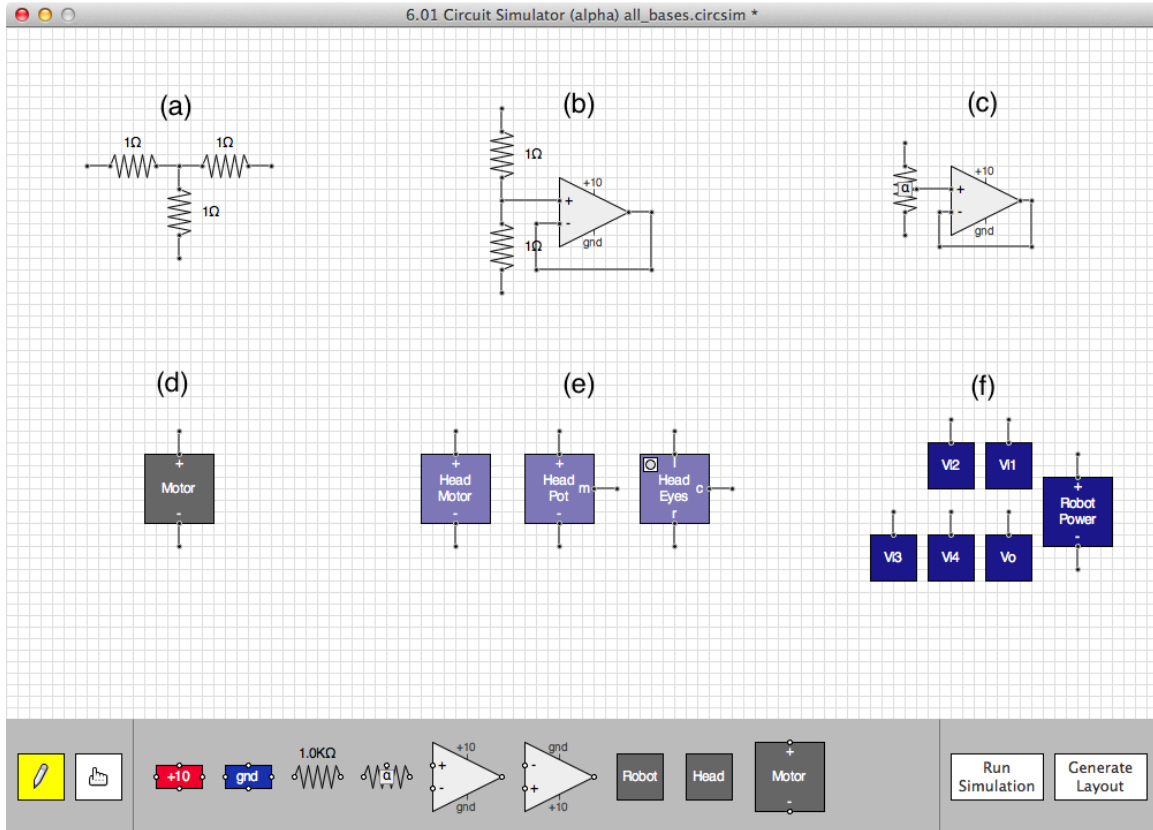 6.01 Circuit Simulator (alpha) all_bases.circsim *
(a)
1Ω
1Ω
1Ω
(b)
1Ω
1Ω
+10
+
-
gnd
(c)
α
+10
+
-
gnd
(d)
+
Motor
-
(e)
+
Head
Motor
-
+
Head
Pot
m
-
l
Head
Eyes
c
r
(f)
Vi2
Vi1
+
Robot
Power
-
Vi3
Vi4
Vo
+10
gnd
1.0KΩ
α
+10
+
-
gnd
gnd
-
+
+10
Robot
Head
+
Motor
-
Run
Simulation
Generate
Layout